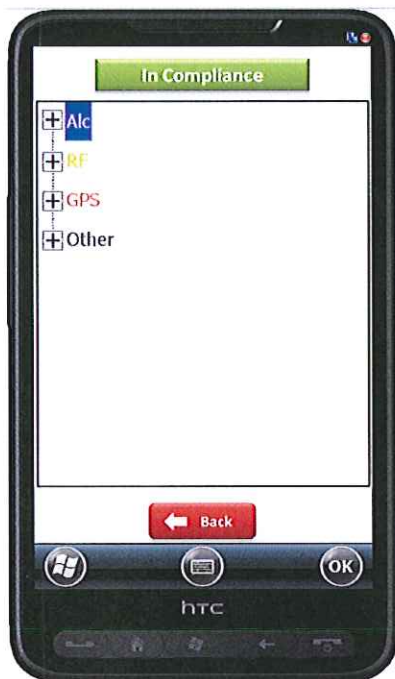 In Compliance
Alc
RF
GPS
Other
Back
OK
hTC